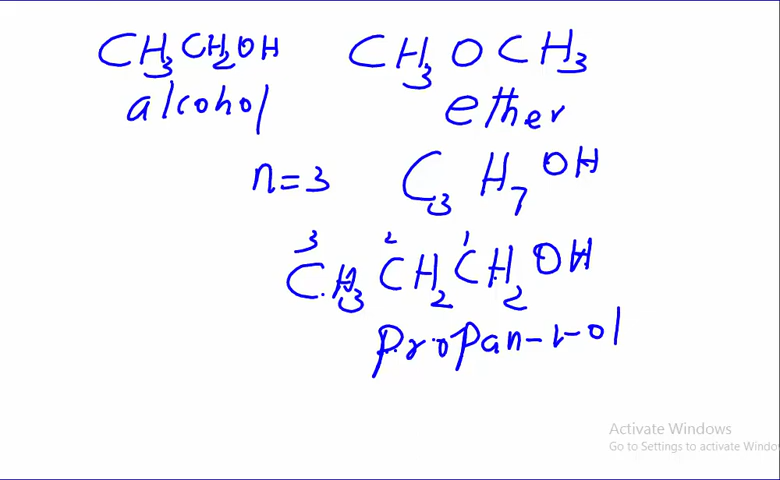 CH3CH2OH CH3OCH3
alcohol ether
n=3 C3H7OH
3 2 1
CH3CH2CH2OH
propan-1-ol
Activate Windows
Go to Settings to activate Windo